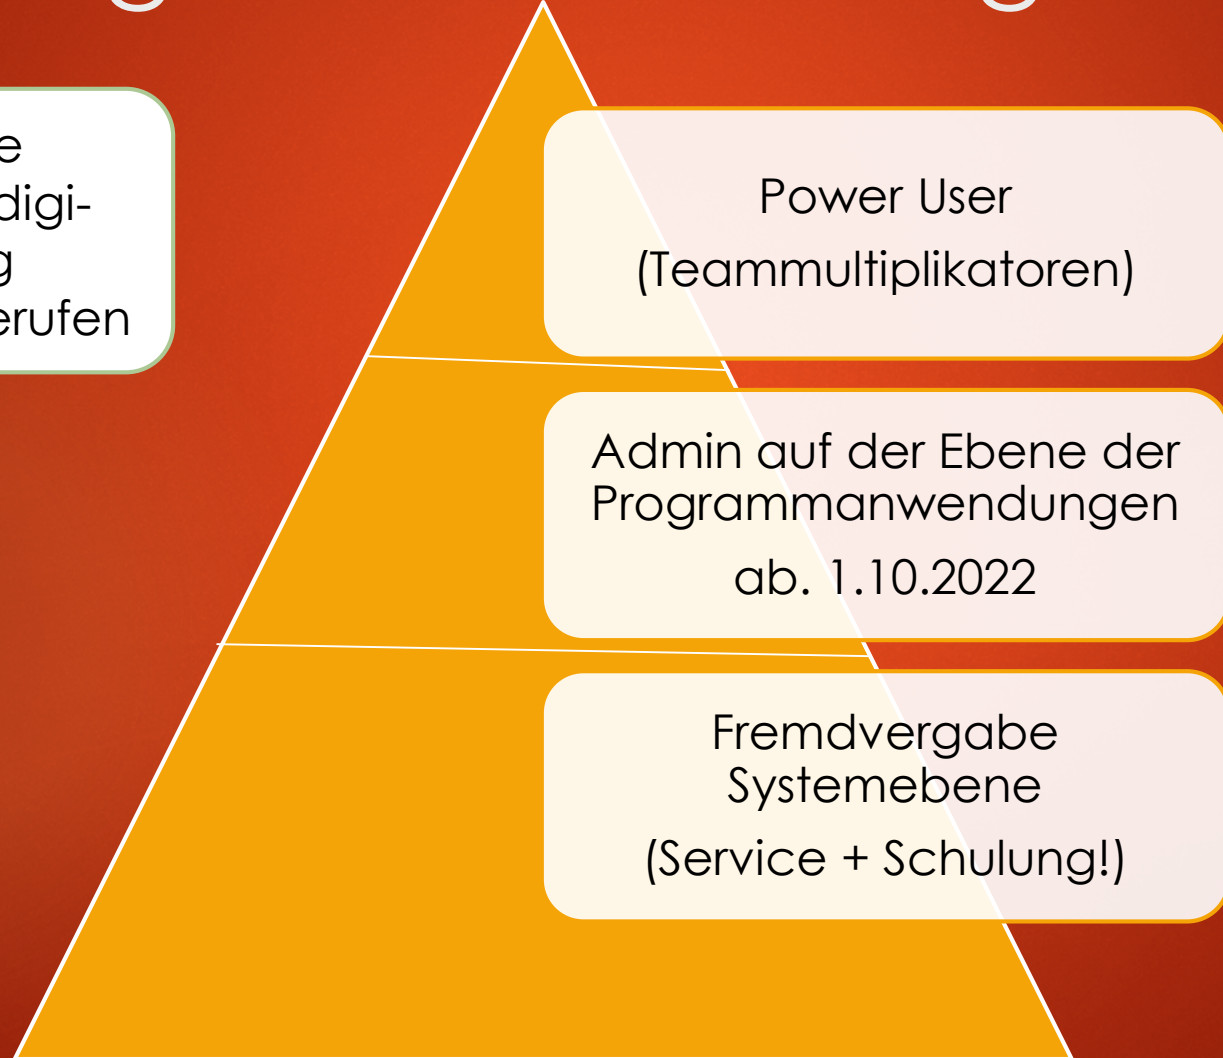 digi-
erufen
Power User
(Teammultiplikatoren)
Admin auf der Ebene der
Programmanwendungen
ab. 1.10.2022
Fremdvergabe
Systemebene
(Service + Schulung!)